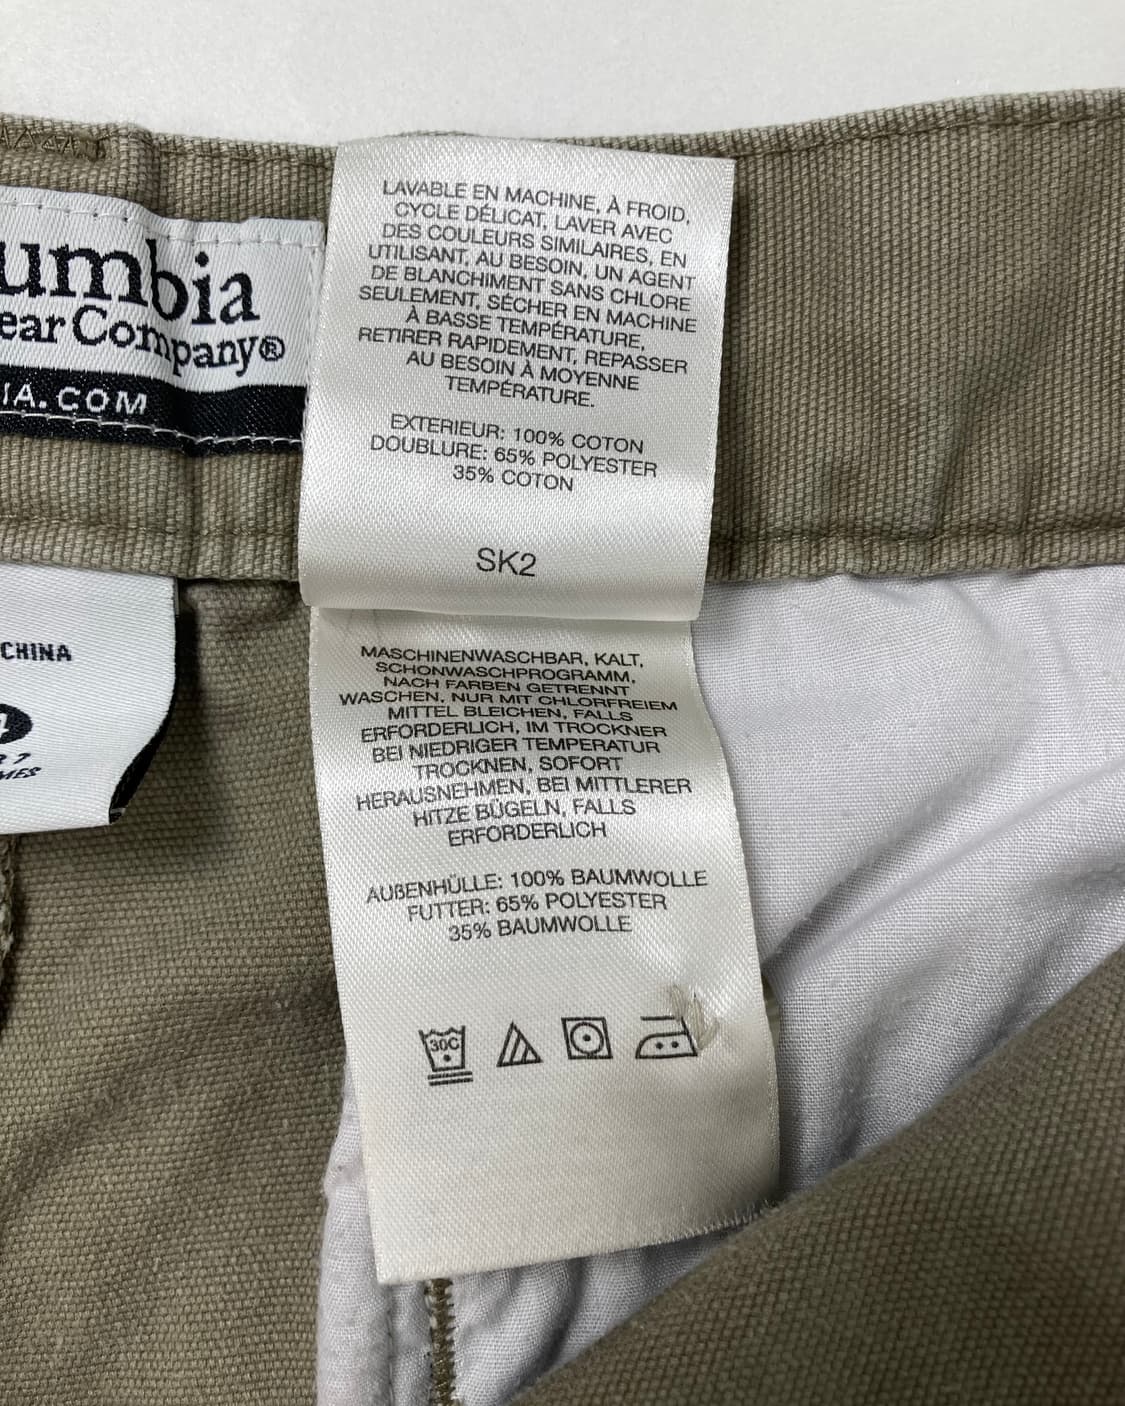 umbia
ear Company®
IA.COM
CHINA
LAVABLE EN MACHINE, À FROID,
CYCLE DÉLICAT, LAVER AVEC
DES COULEURS SIMILAIRES, EN
UTILISANT, AU BESOIN, UN AGENT
DE BLANCHIMENT SANS CHLORE
SEULEMENT, SÉCHER EN MACHINE
À BASSE TEMPÉRATURE,
RETIRER RAPIDEMENT, REPASSER
AU BESOIN À MOYENNE
TEMPÉRATURE.
EXTERIEUR: 100% COTON
DOUBLURE: 65% POLYESTER
35% COTON
SK2
MASCHINENWASCHBAR, KALT,
SCHONWASCHPROGRAMM,
NACH FARBEN GETRENNT
WASCHEN. NUR MIT CHLORFREIEM
MITTEL BLEICHEN, FALLS
ERFORDERLICH, IM TROCKNER
BEI NIEDRIGER TEMPERATUR
TROCKNEN, SOFORT
HERAUSNEHMEN, BEI MITTLERER
HITZE BÜGELN, FALLS
ERFORDERLICH
AUßENHÜLLE: 100% BAUMWOLLE
FUTTER: 65% POLYESTER
35% BAUMWOLLE
30C